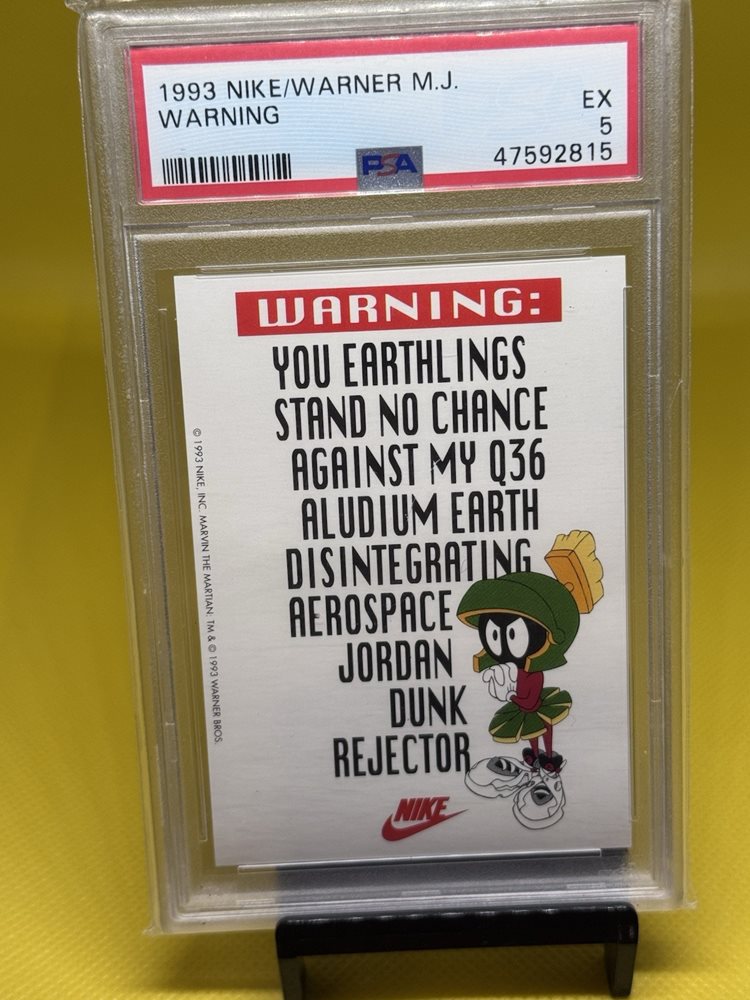 1993 NIKE/WARNER M.J.
WARNING
EX
5
PSA
47592815
WARNING:
YOU EARTHLINGS
STAND NO CHANCE
AGAINST MY Q36
ALUDIUM EARTH
DISINTEGRATING
AEROSPACE
JORDAN
DUNK
REJECTOR
NIKE
© 1993 NIKE, INC. MARVIN THE MARTIAN: TM & © 1993 WARNER BROS.